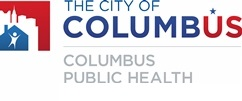 THE CITY OF
COLUMBUS
COLUMBUS
PUBLIC HEALTH